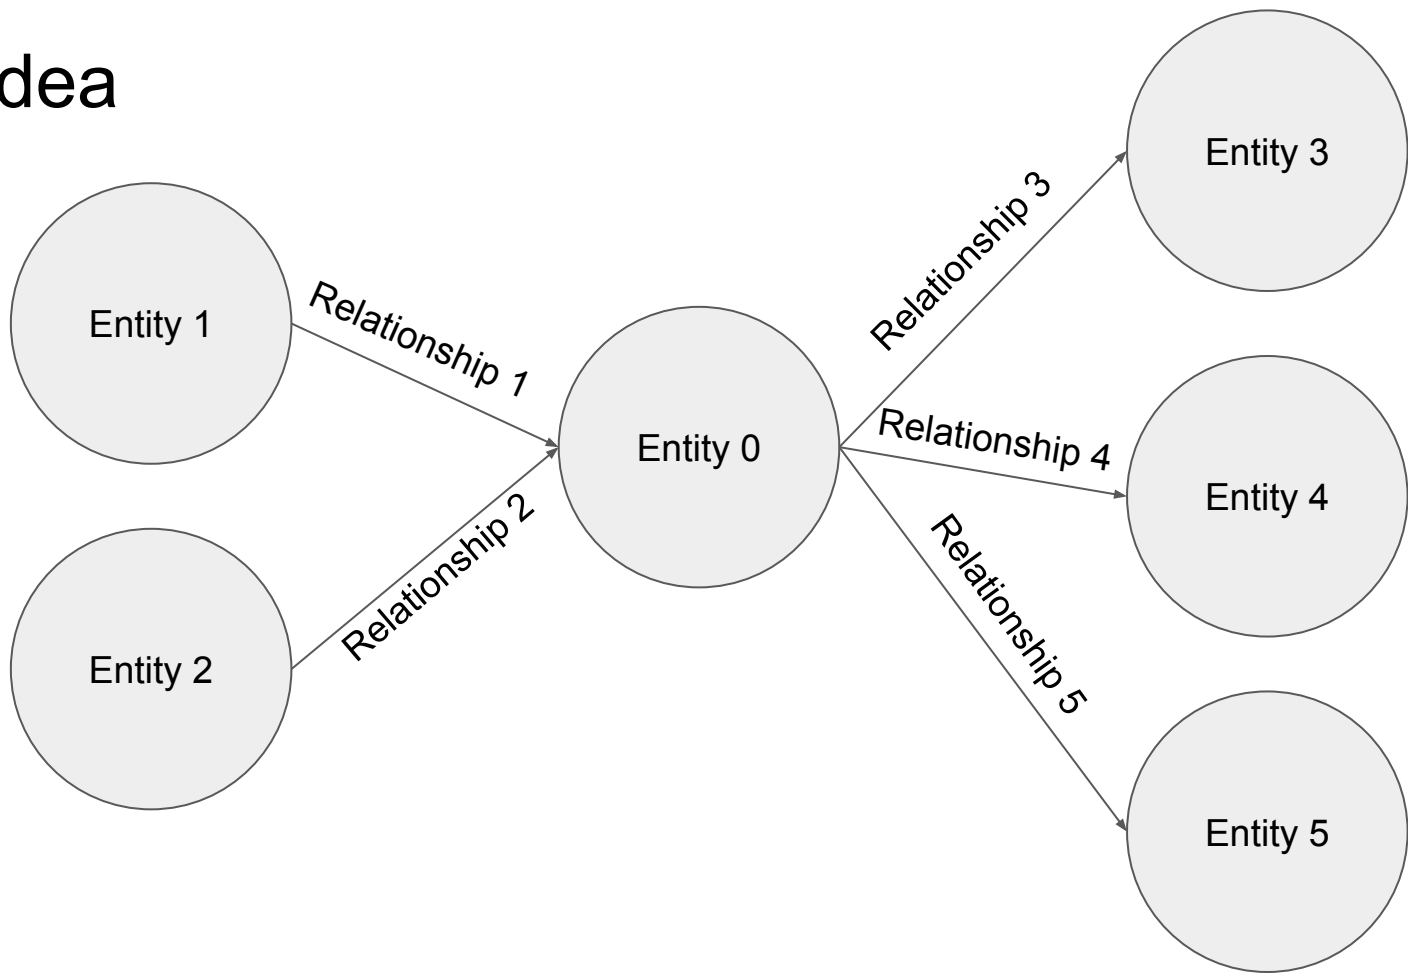 dea
Entity 1
Relationship 1
Entity 2
Relationship 2
Entity 0
Relationship 3
Relationship 4
Relationship 5
Entity 3
Entity 4
Entity 5